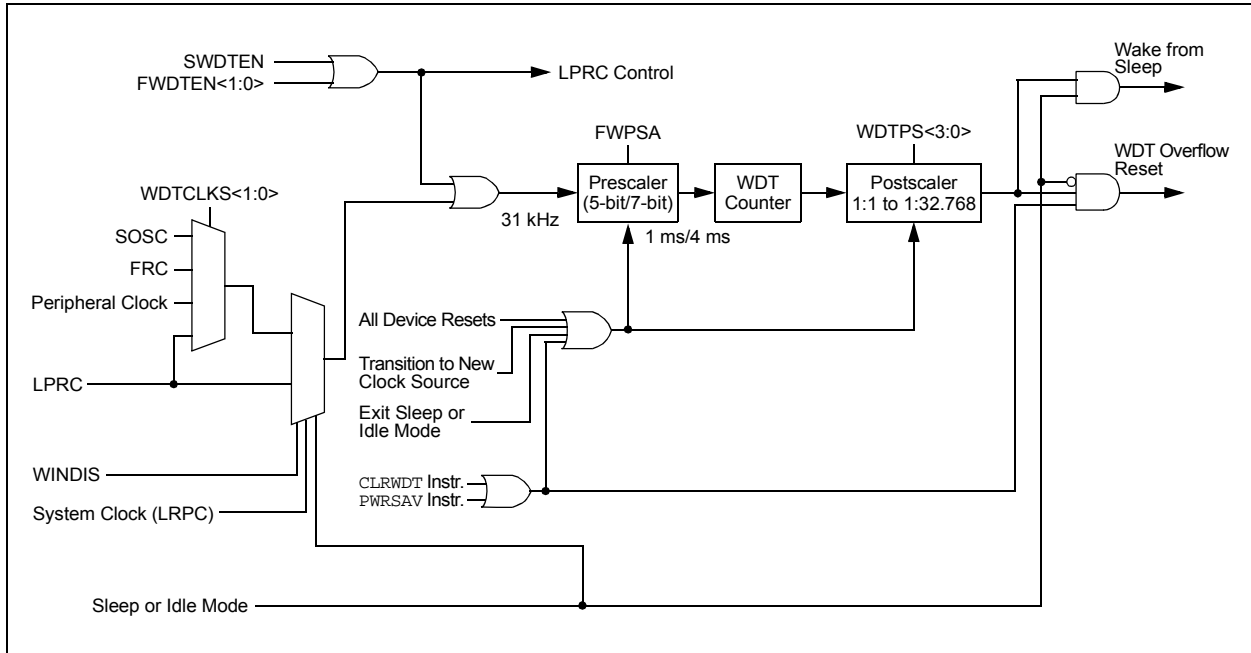 SWDTEN
FWDTEN<1:0>
LPRC Control
Wake from
Sleep
FWPSA
WDTPS<3:0>
WDT Overflow
Reset
WDTCLKS<1:0>
Prescaler
(5-bit/7-bit)
WDT
Counter
Postscaler
1:1 to 1:32.768
31 kHz
1 ms/4 ms
SOSC
FRC
Peripheral Clock
LPRC
All Device Resets
Transition to New
Clock Source
Exit Sleep or
Idle Mode
WINDIS
CLRWDT Instr.
PWRSAV Instr.
System Clock (LRPC)
Sleep or Idle Mode